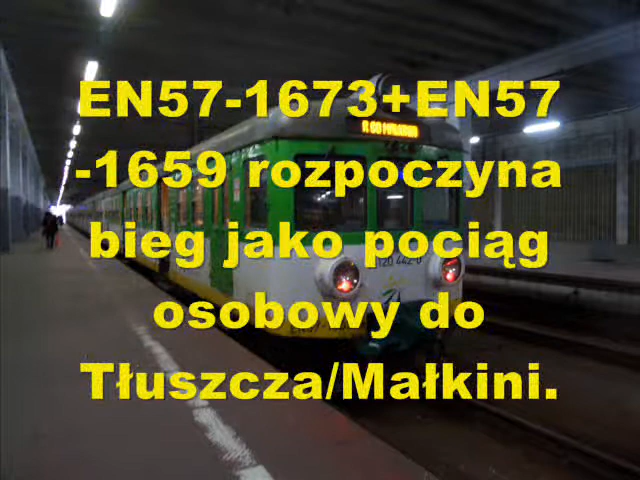 EN57-1673+EN57
-1659 rozpoczyna
bieg jako pociąg
osobowy do
Tłuszcza/Małkini.